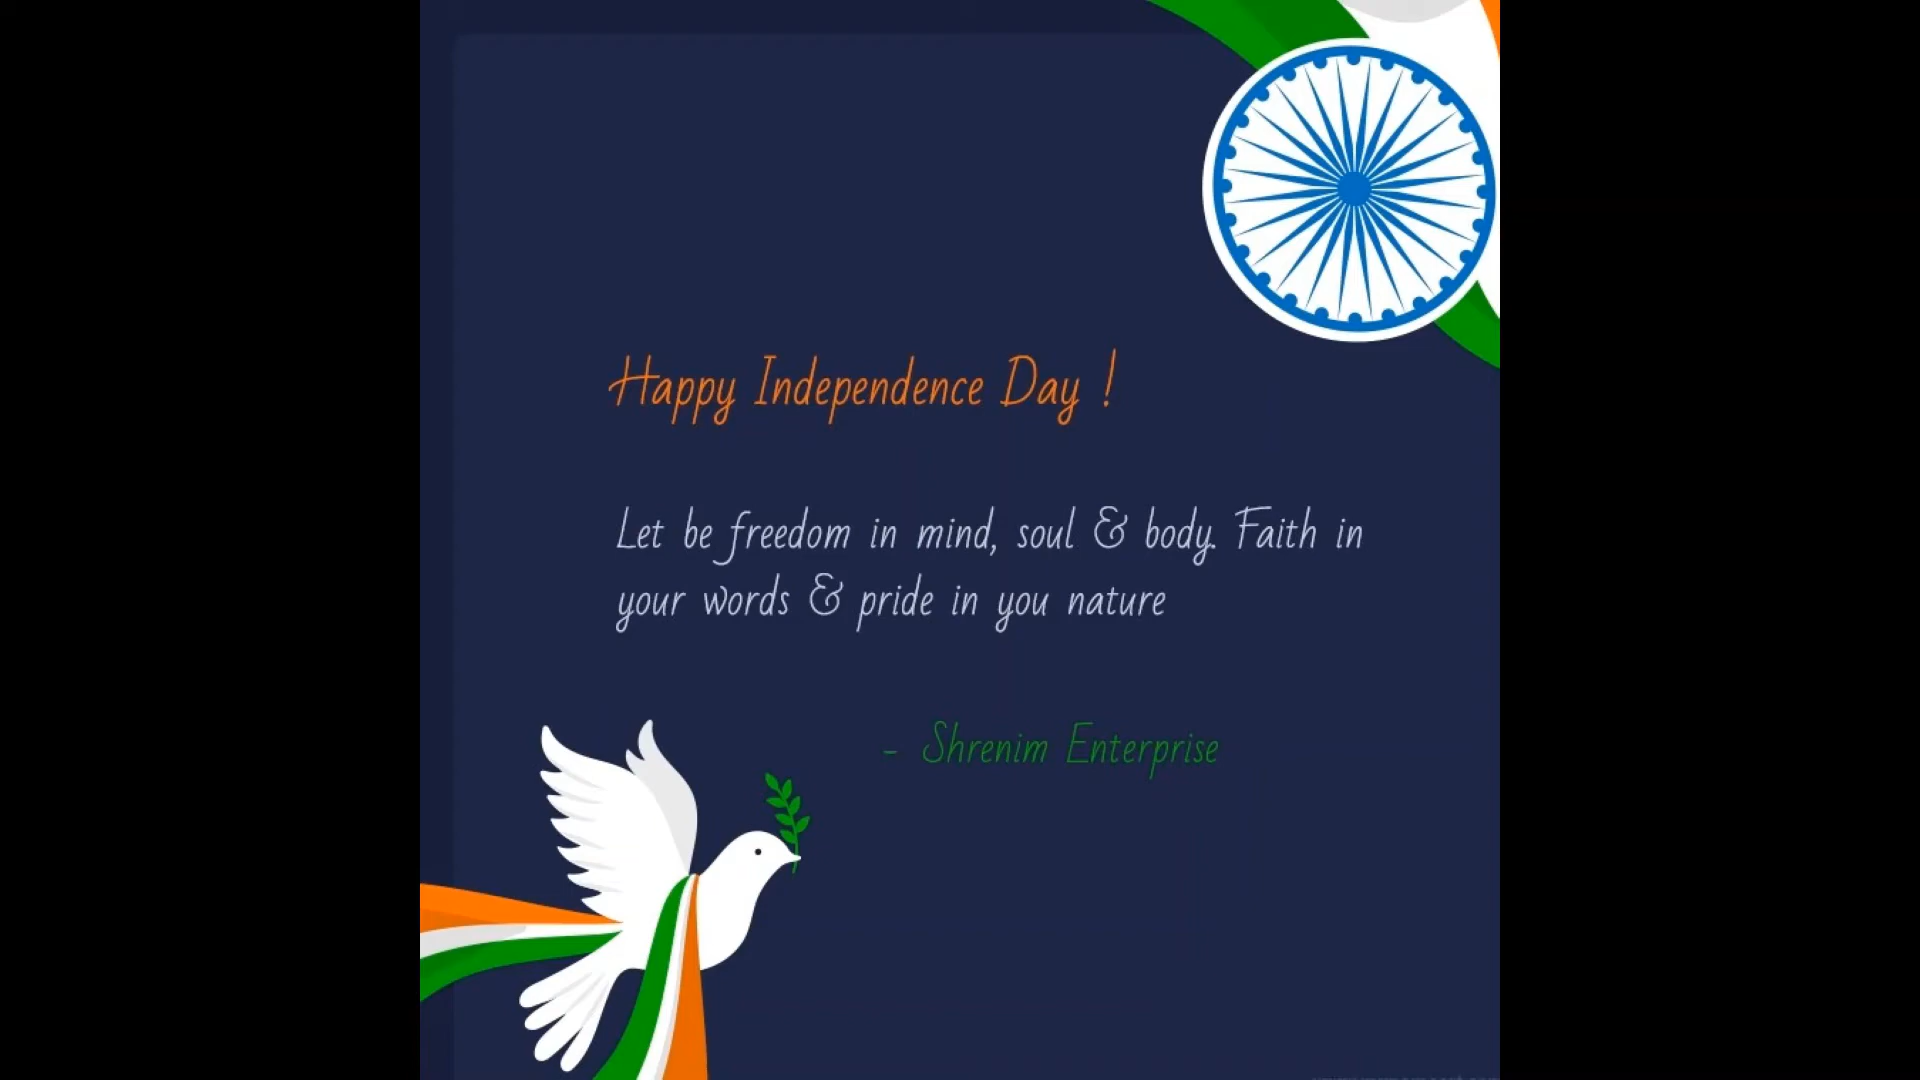 Happy Independence Day !
Let be freedom in mind, soul & body. Faith in
your words & pride in you nature
- Shrenim Enterprise